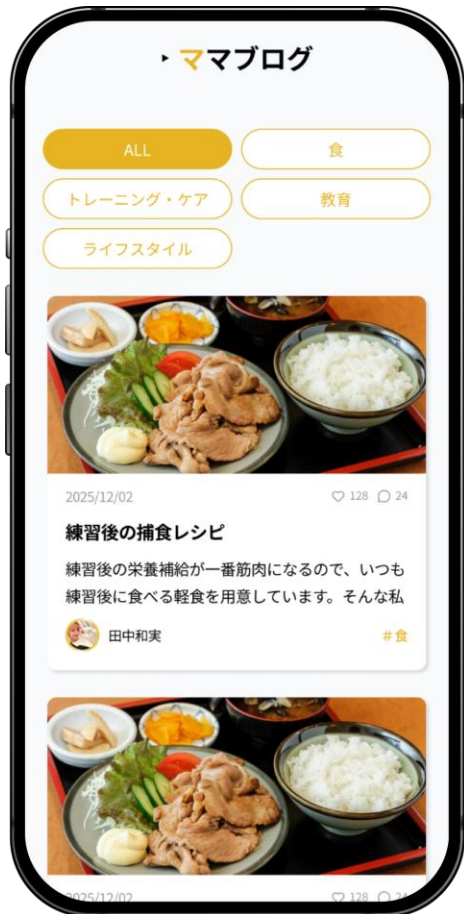 ママブログ
ALL
食
トレーニング・ケア
教育
ライフスタイル
2025/12/02 128 24
練習後の捕食レシピ
練習後の栄養補給が一番筋肉になるので、いつも
練習後に食べる軽食を用意しています。そんな私
田中和実 #食
2025/12/02 128 24